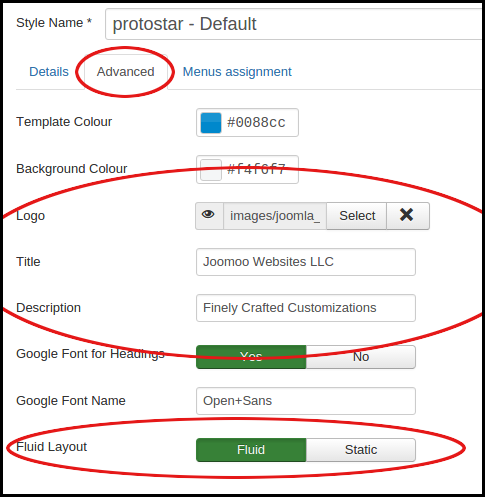 Style Name * protostar - Default
Details Advanced Menus assignment
Template Colour #0088cc
Background Colour #f4f6f7
Logo images/joomla_ Select
Title Joomoo Websites LLC
Description Finely Crafted Customizations
Google Font for Headings Yes No
Google Font Name Open+Sans
Fluid Layout Fluid Static